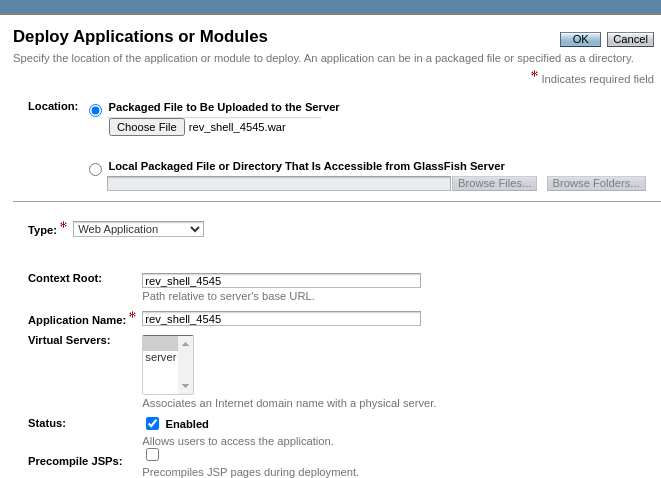 Deploy Applications or Modules
OK Cancel
Specify the location of the application or module to deploy. An application can be in a packaged file or specified as a directory.
* Indicates required field
Location: Packaged File to Be Uploaded to the Server
Choose File rev_shell_4545.war
Local Packaged File or Directory That Is Accessible from GlassFish Server
Browse Files... Browse Folders...
Type: * Web Application
Context Root: rev_shell_4545
Path relative to server's base URL.
Application Name: * rev_shell_4545
Virtual Servers:
server
Associates an Internet domain name with a physical server.
Status: Enabled
Allows users to access the application.
Precompile JSPs:
Precompiles JSP pages during deployment.